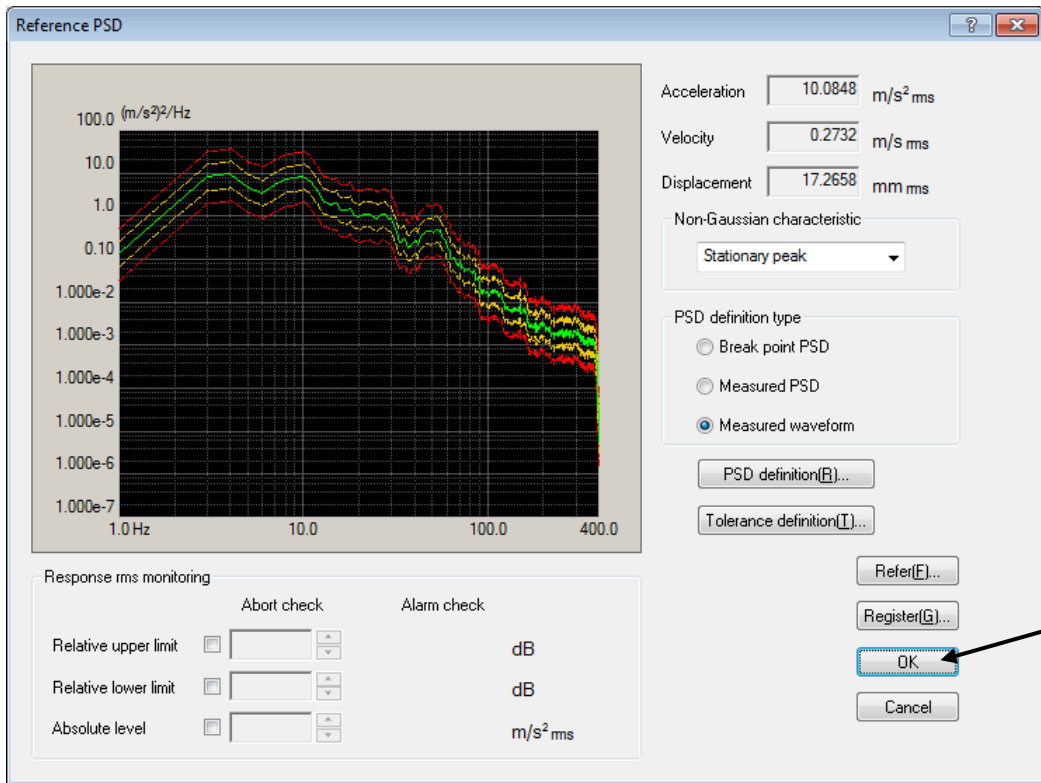 Reference PSD
100.0 (m/s²)²/Hz
10.0
1.0
0.10
1.000e-2
1.000e-3
1.000e-4
1.000e-5
1.000e-6
1.000e-7
1.0 Hz 10.0 100.0 400.0
Acceleration 10.0848 m/s² rms
Velocity 0.2732 m/s rms
Displacement 17.2658 mm rms
Non-Gaussian characteristic
Stationary peak
PSD definition type
Break point PSD
Measured PSD
Measured waveform
PSD definition(R)...
Tolerance definition(T)...
Response rms monitoring
Abort check Alarm check
Relative upper limit dB
Relative lower limit dB
Absolute level m/s² rms
Refer(F)...
Register(G)...
OK
Cancel